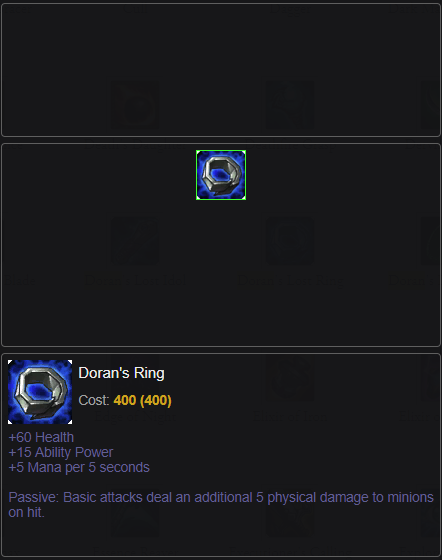 Doran's Ring
Cost: 400 (400)
+60 Health
+15 Ability Power
+5 Mana per 5 seconds
Passive: Basic attacks deal an additional 5 physical damage to minions
on hit.